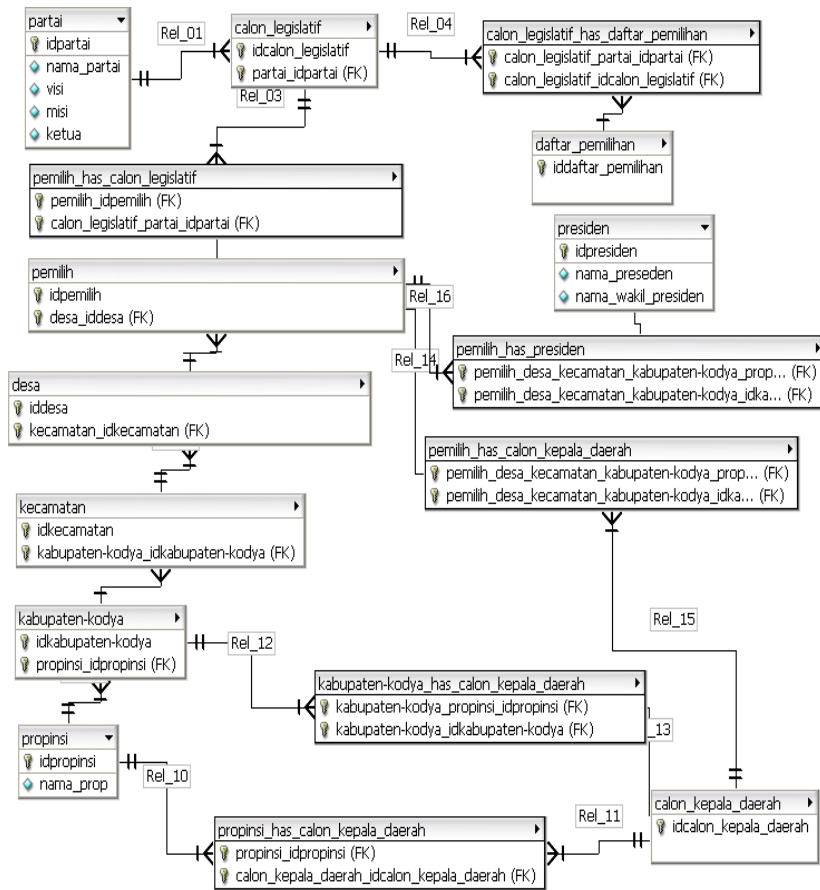 partai
idpartai
nama_partai
visi
misi
ketua
Rel_01
calon_legislatif
idcalon_legislatif
partai_idpartai (FK)
Rel_04
calon_legislatif_has_daftar_pemilihan
calon_legislatif_partai_idpartai (FK)
calon_legislatif_idcalon_legislatif (FK)
Rel_03
daftar_pemilihan
iddaftar_pemilihan
pemilih_has_calon_legislatif
pemilih_idpemilih (FK)
calon_legislatif_partai_idpartai (FK)
presiden
idpresiden
nama_preseden
nama_wakil_presiden
pemilih
idpemilih
desa_iddesa (FK)
Rel_16
Rel_14
pemilih_has_presiden
pemilih_desa_kecamatan_kabupaten-kodya_prop... (FK)
pemilih_desa_kecamatan_kabupaten-kodya_idka... (FK)
desa
iddesa
kecamatan_idkecamatan (FK)
pemilih_has_calon_kepala_daerah
pemilih_desa_kecamatan_kabupaten-kodya_prop... (FK)
pemilih_desa_kecamatan_kabupaten-kodya_idka... (FK)
kecamatan
idkecamatan
kabupaten-kodya_idkabupaten-kodya (FK)
kabupaten-kodya
idkabupaten-kodya
propinsi_idpropinsi (FK)
Rel_12
Rel_15
kabupaten-kodya_has_calon_kepala_daerah
kabupaten-kodya_propinsi_idpropinsi (FK)
kabupaten-kodya_idkabupaten-kodya (FK)
_13
propinsi
idpropinsi
nama_prop
Rel_10
calon_kepala_daerah
idcalon_kepala_daerah
Rel_11
propinsi_has_calon_kepala_daerah
propinsi_idpropinsi (FK)
calon_kepala_daerah_idcalon_kepala_daerah (FK)